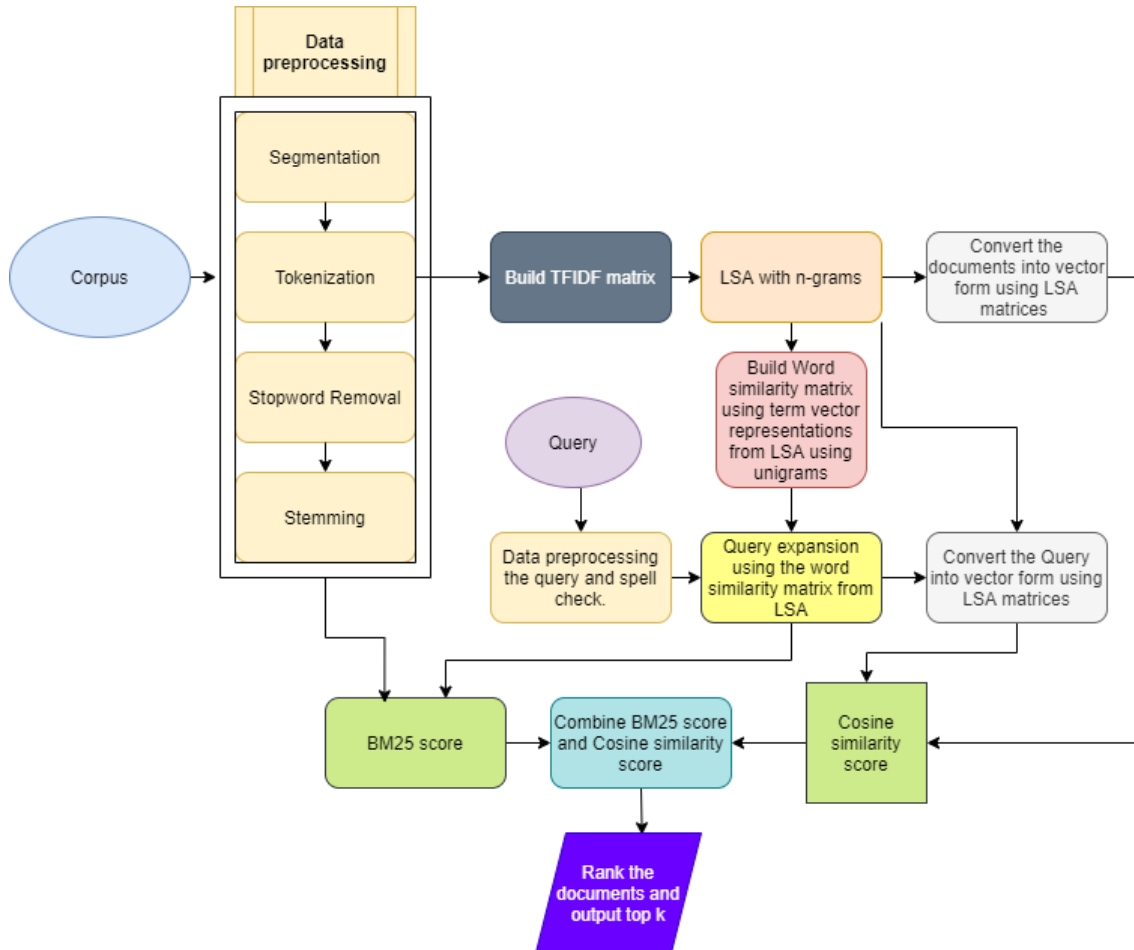 Data
preprocessing
Segmentation
Corpus
Tokenization
Build TFIDF matrix
LSA with n-grams
Convert the
documents into vector
form using LSA
matrices
Stopword Removal
Query
Build Word
similarity matrix
using term vector
representations
from LSA using
unigrams
Stemming
Data preprocessing
the query and spell
check.
Query expansion
using the word
similarity matrix from
LSA
Convert the Query
into vector form using
LSA matrices
BM25 score
Combine BM25 score
and Cosine similarity
score
Cosine
similarity
score
Rank the
documents and
output top k